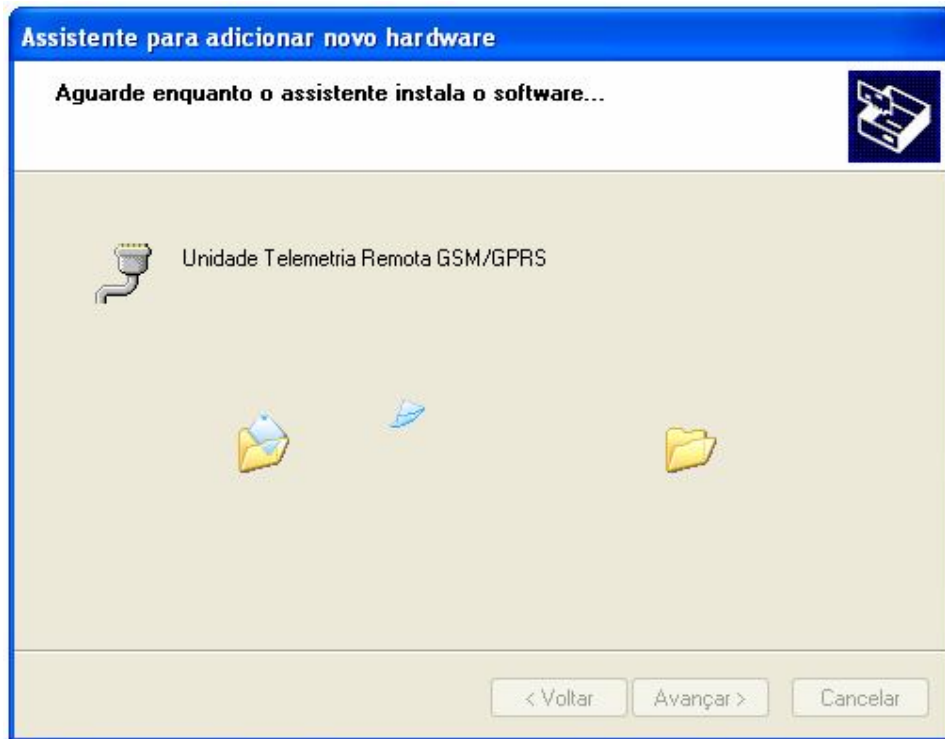 Assistente para adicionar novo hardware
Aguarde enquanto o assistente instala o software...
Unidade Telemetria Remota GSM/GPRS
< Voltar
Avançar >
Cancelar